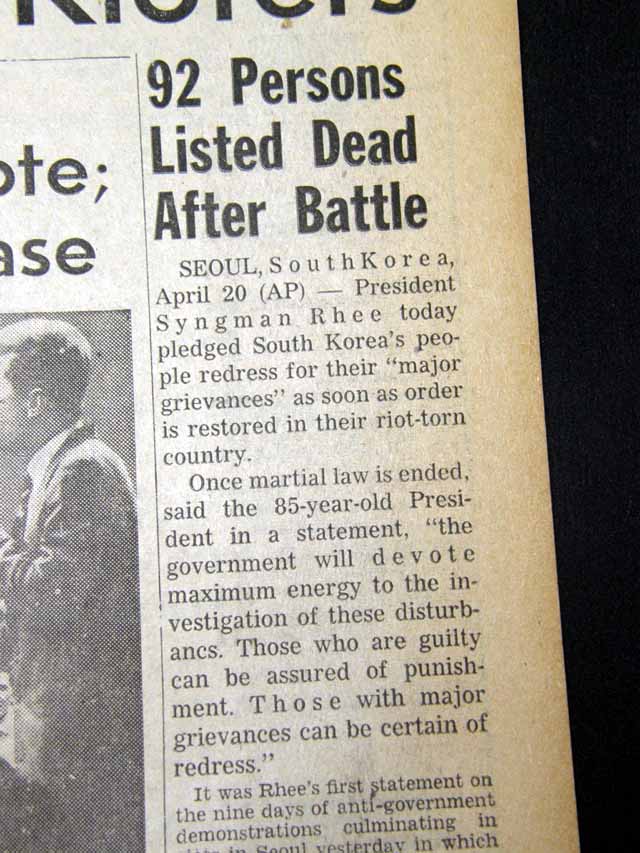 92 Persons
Listed Dead
After Battle
ote;
ase
SEOUL, South Korea,
April 20 (AP) — President
Syngman Rhee today
pledged South Korea's peo-
ple redress for their “major
grievances” as soon as order
is restored in their riot-torn
country.
Once martial law is ended,
said the 85-year-old Presi-
dent in a statement, “the
government will devote
maximum energy to the in-
vestigation of these disturb-
ancs. Those who are guilty
can be assured of punish-
ment. Those with major
grievances can be certain of
redress.”
It was Rhee's first statement on
the nine days of anti-government
demonstrations culminating in
in Seoul yesterday in which